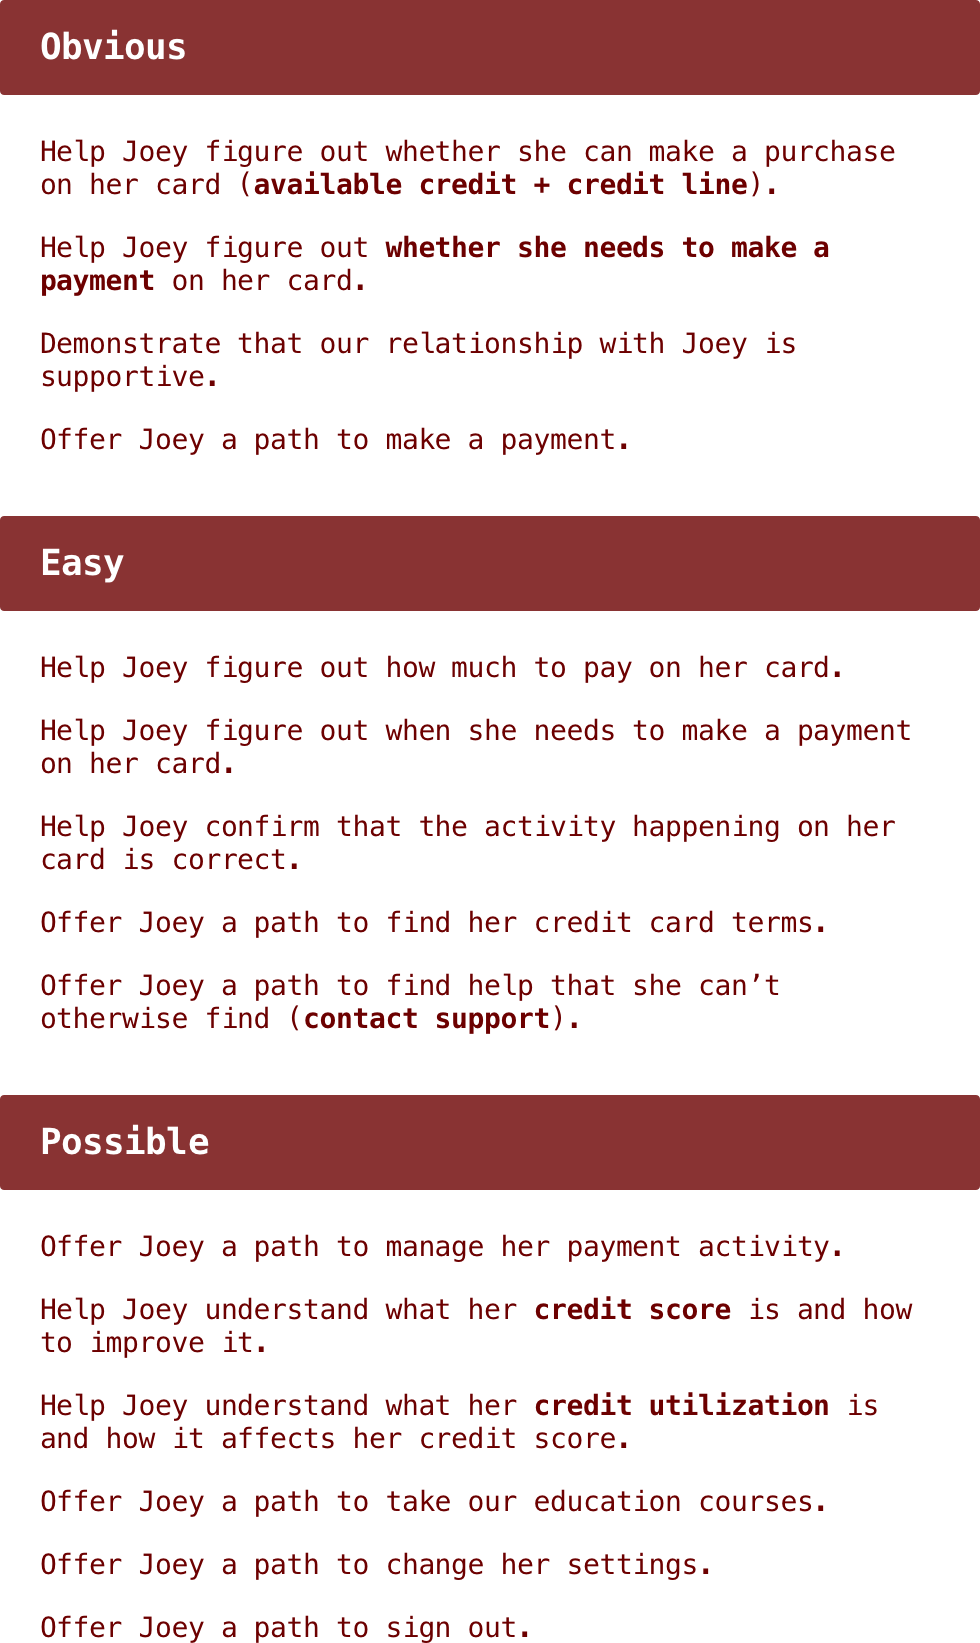 Obvious
Help Joey figure out whether she can make a purchase
on her card (available credit + credit line).
Help Joey figure out whether she needs to make a
payment on her card.
Demonstrate that our relationship with Joey is
supportive.
Offer Joey a path to make a payment.
Easy
Help Joey figure out how much to pay on her card.
Help Joey figure out when she needs to make a payment
on her card.
Help Joey confirm that the activity happening on her
card is correct.
Offer Joey a path to find her credit card terms.
Offer Joey a path to find help that she can’t
otherwise find (contact support).
Possible
Offer Joey a path to manage her payment activity.
Help Joey understand what her credit score is and how
to improve it.
Help Joey understand what her credit utilization is
and how it affects her credit score.
Offer Joey a path to take our education courses.
Offer Joey a path to change her settings.
Offer Joey a path to sign out.